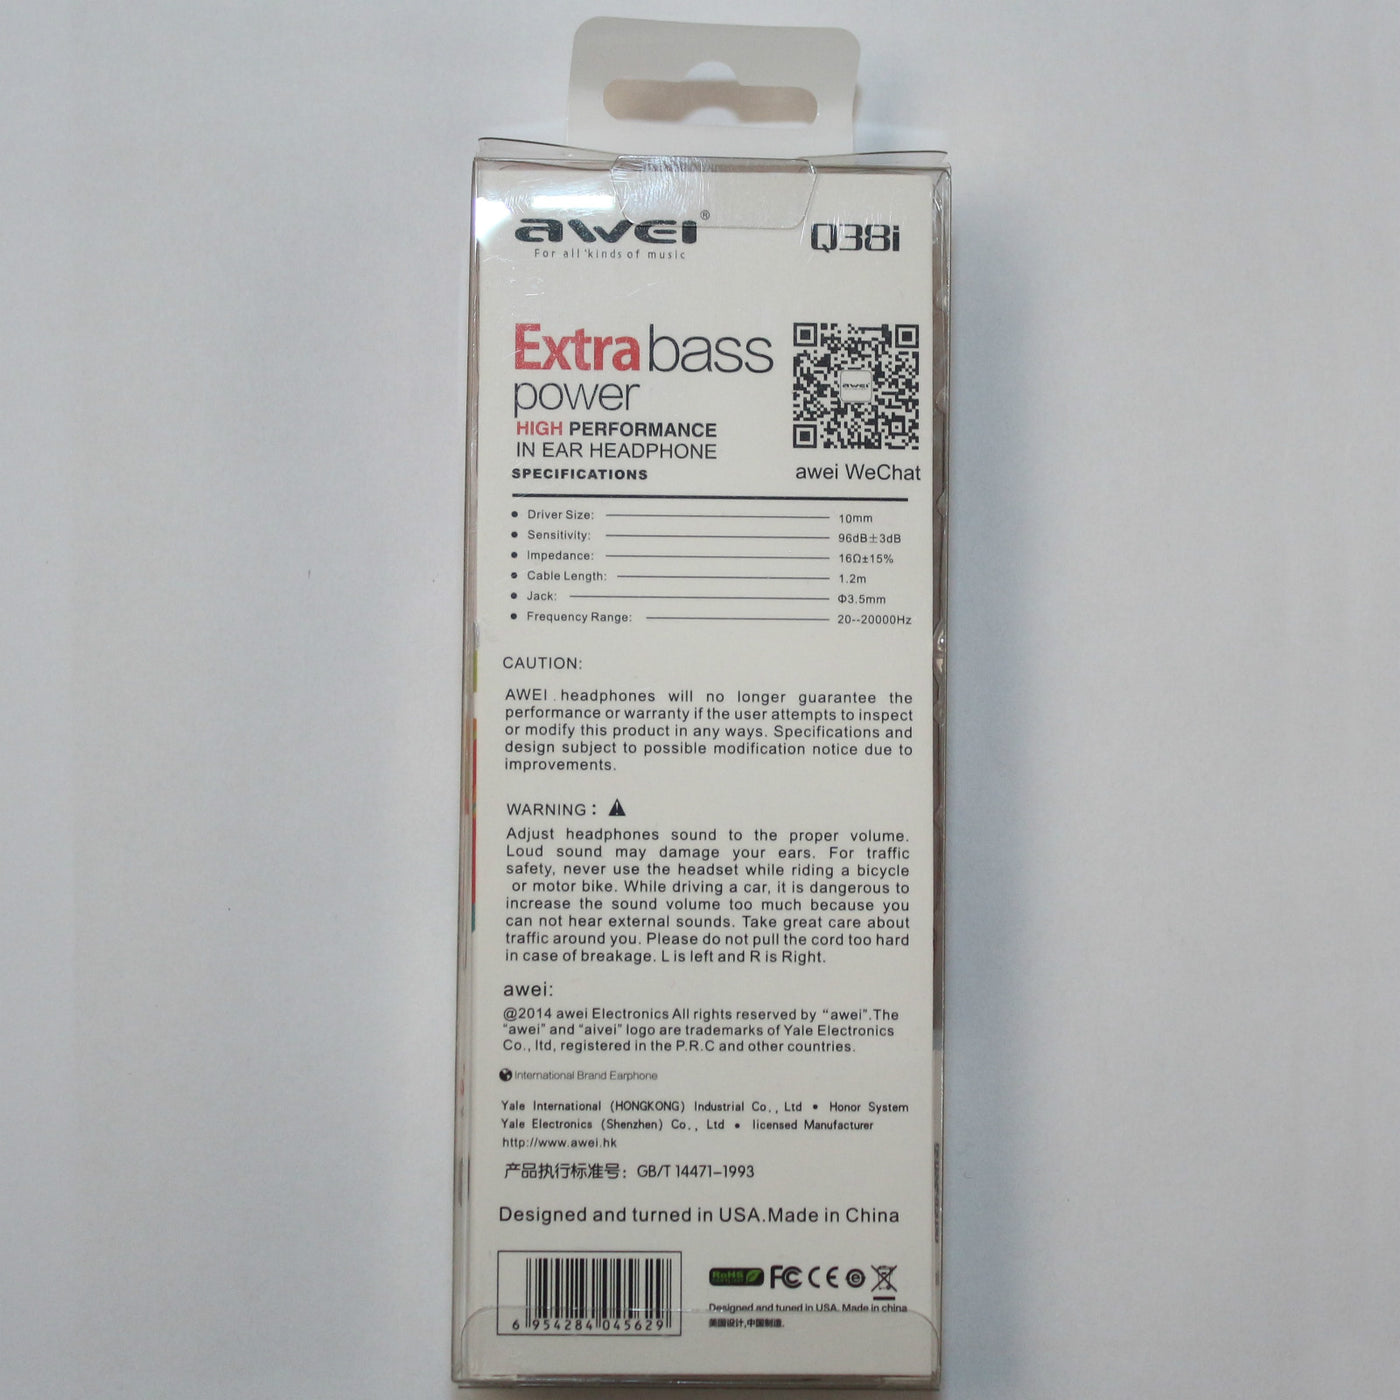 awei®
For all kinds of music
Q38i
Extra bass
power
HIGH PERFORMANCE
IN EAR HEADPHONE
SPECIFICATIONS
awei
awei WeChat
Driver Size: 10mm
Sensitivity: 96dB±3dB
Impedance: 16Ω±15%
Cable Length: 1.2m
Jack: Φ3.5mm
Frequency Range: 20--20000Hz
CAUTION:
AWEI . headphones will no longer guarantee the
performance or warranty if the user attempts to inspect
or modify this product in any ways. Specifications and
design subject to possible modification notice due to
improvements.
WARNING :
Adjust headphones sound to the proper volume.
Loud sound may damage your ears. For traffic
safety, never use the headset while riding a bicycle
or motor bike. While driving a car, it is dangerous to
increase the sound volume too much because you
can not hear external sounds. Take great care about
traffic around you. Please do not pull the cord too hard
in case of breakage. L is left and R is Right.
awei:
@2014 awei Electronics All rights reserved by “awei”.The
“awei” and “aivei” logo are trademarks of Yale Electronics
Co., ltd, registered in the P.R.C and other countries.
International Brand Earphone
Yale International (HONGKONG) Industrial Co., Ltd • Honor System
Yale Electronics (Shenzhen) Co., Ltd • licensed Manufacturer
http://www.awei.hk
产品执行标准号：GB/T 14471-1993
Designed and turned in USA.Made in China
6 954284 045629
RoHS FC CE e
Designed and tuned in USA. Made in china
美国设计,中国制造.